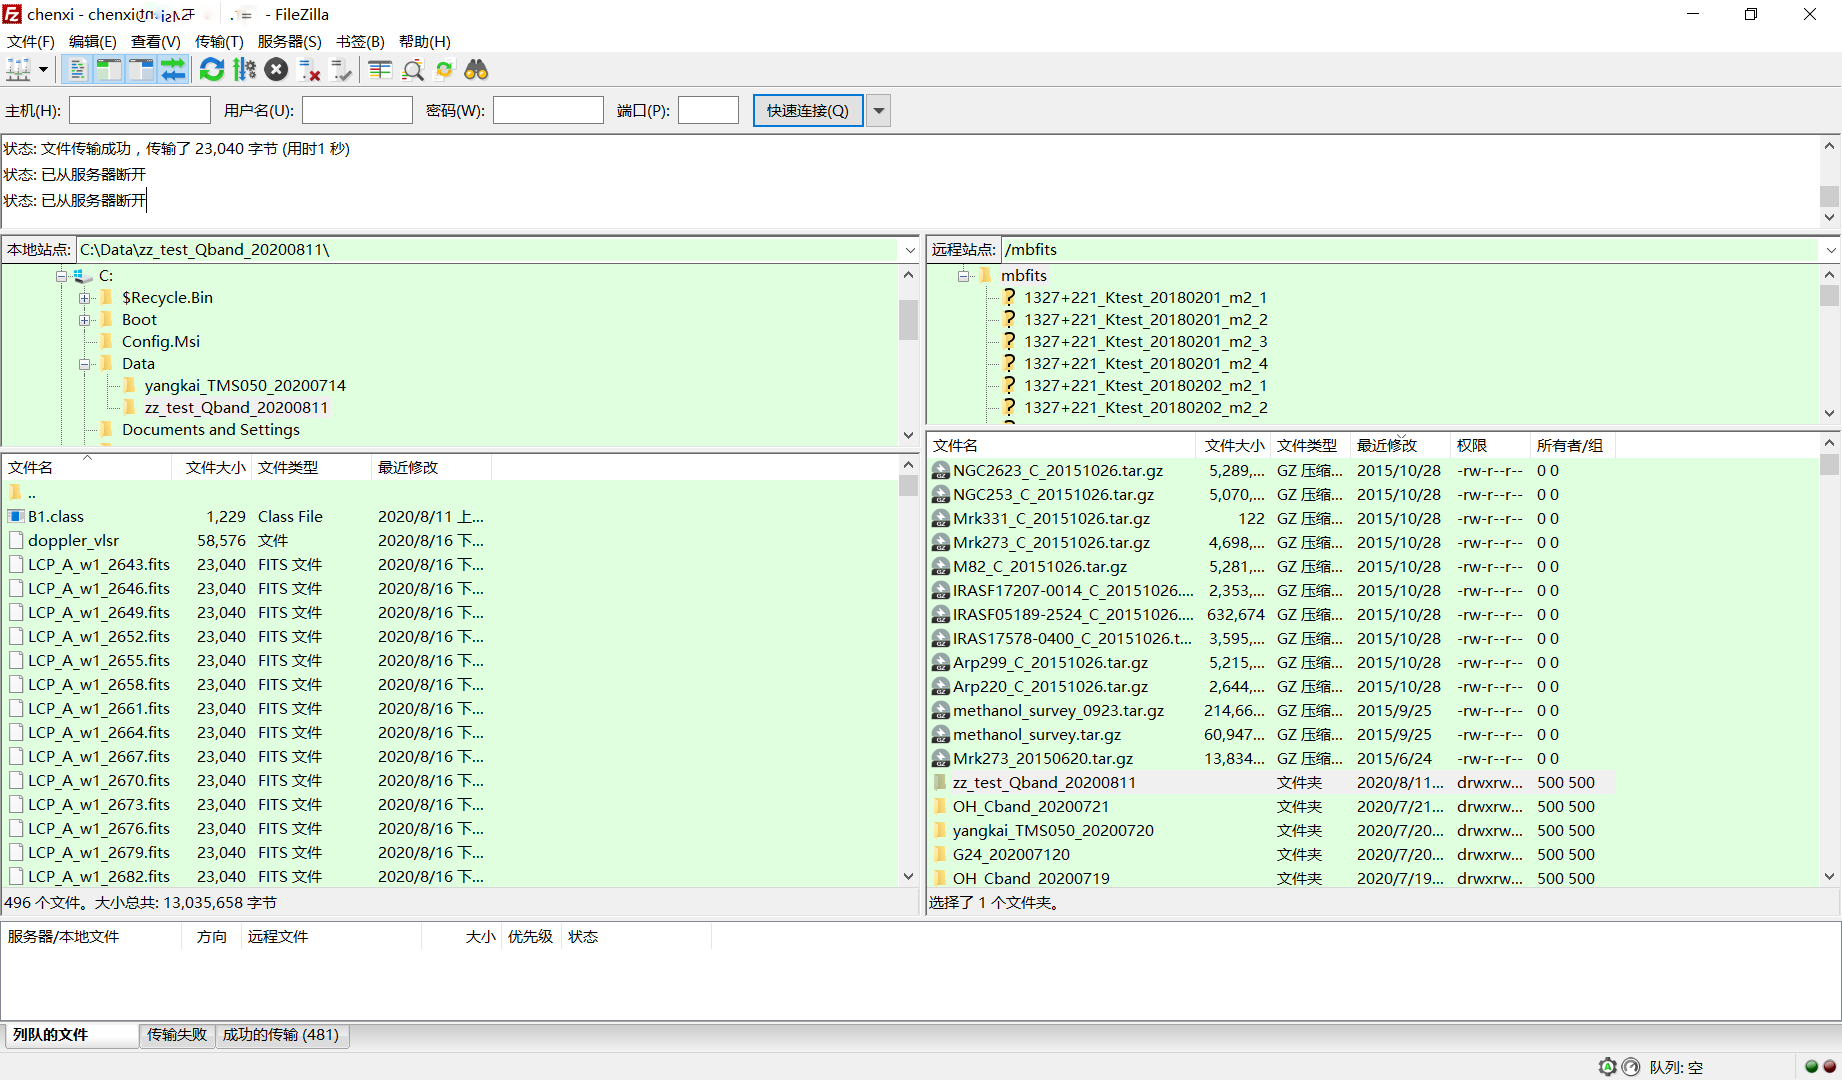 chenxi - chenxi@ - FileZilla
文件(F) 编辑(E) 查看(V) 传输(T) 服务器(S) 书签(B) 帮助(H)
主机(H): 用户名(U): 密码(W): 端口(P): 快速连接(Q)
状态: 文件传输成功，传输了 23,040 字节 (用时1 秒)
状态: 已从服务器断开
状态: 已从服务器断开
本地站点: C:\Data\zz_test_Qband_20200811\
C:
$Recycle.Bin
Boot
Config.Msi
Data
yangkai_TMS050_20200714
zz_test_Qband_20200811
Documents and Settings
文件名 文件大小 文件类型 最近修改
..
B1.class 1,229 Class File 2020/8/11 上...
doppler_vlsr 58,576 文件 2020/8/16 下...
LCP_A_w1_2643.fits 23,040 FITS 文件 2020/8/16 下...
LCP_A_w1_2646.fits 23,040 FITS 文件 2020/8/16 下...
LCP_A_w1_2649.fits 23,040 FITS 文件 2020/8/16 下...
LCP_A_w1_2652.fits 23,040 FITS 文件 2020/8/16 下...
LCP_A_w1_2655.fits 23,040 FITS 文件 2020/8/16 下...
LCP_A_w1_2658.fits 23,040 FITS 文件 2020/8/16 下...
LCP_A_w1_2661.fits 23,040 FITS 文件 2020/8/16 下...
LCP_A_w1_2664.fits 23,040 FITS 文件 2020/8/16 下...
LCP_A_w1_2667.fits 23,040 FITS 文件 2020/8/16 下...
LCP_A_w1_2670.fits 23,040 FITS 文件 2020/8/16 下...
LCP_A_w1_2673.fits 23,040 FITS 文件 2020/8/16 下...
LCP_A_w1_2676.fits 23,040 FITS 文件 2020/8/16 下...
LCP_A_w1_2679.fits 23,040 FITS 文件 2020/8/16 下...
LCP_A_w1_2682.fits 23,040 FITS 文件 2020/8/16 下...
496 个文件。大小总共: 13,035,658 字节
远程站点: /mbfits
mbfits
1327+221_Ktest_20180201_m2_1
1327+221_Ktest_20180201_m2_2
1327+221_Ktest_20180201_m2_3
1327+221_Ktest_20180201_m2_4
1327+221_Ktest_20180202_m2_1
1327+221_Ktest_20180202_m2_2
文件名 文件大小 文件类型 最近修改 权限 所有者/组
NGC2623_C_20151026.tar.gz 5,289,... GZ 压缩... 2015/10/28 -rw-r--r-- 0 0
NGC253_C_20151026.tar.gz 5,070,... GZ 压缩... 2015/10/28 -rw-r--r-- 0 0
Mrk331_C_20151026.tar.gz 122 GZ 压缩... 2015/10/28 -rw-r--r-- 0 0
Mrk273_C_20151026.tar.gz 4,698,... GZ 压缩... 2015/10/28 -rw-r--r-- 0 0
M82_C_20151026.tar.gz 5,281,... GZ 压缩... 2015/10/28 -rw-r--r-- 0 0
IRASF17207-0014_C_20151026.... 2,353,... GZ 压缩... 2015/10/28 -rw-r--r-- 0 0
IRASF05189-2524_C_20151026.... 632,674 GZ 压缩... 2015/10/28 -rw-r--r-- 0 0
IRAS17578-0400_C_20151026.t... 3,595,... GZ 压缩... 2015/10/28 -rw-r--r-- 0 0
Arp299_C_20151026.tar.gz 5,215,... GZ 压缩... 2015/10/28 -rw-r--r-- 0 0
Arp220_C_20151026.tar.gz 2,644,... GZ 压缩... 2015/10/28 -rw-r--r-- 0 0
methanol_survey_0923.tar.gz 214,66... GZ 压缩... 2015/9/25 -rw-r--r-- 0 0
methanol_survey.tar.gz 60,947... GZ 压缩... 2015/9/25 -rw-r--r-- 0 0
Mrk273_20150620.tar.gz 13,834... GZ 压缩... 2015/6/24 -rw-r--r-- 0 0
zz_test_Qband_20200811 文件夹 2020/8/11... drwxrw... 500 500
OH_Cband_20200721 文件夹 2020/7/21... drwxrw... 500 500
yangkai_TMS050_20200720 文件夹 2020/7/20... drwxrw... 500 500
G24_202007120 文件夹 2020/7/20... drwxrw... 500 500
OH_Cband_20200719 文件夹 2020/7/19... drwxrw... 500 500
选择了 1 个文件夹。
服务器/本地文件 方向 远程文件 大小 优先级 状态
列队的文件 传输失败 成功的传输 (481)
队列: 空